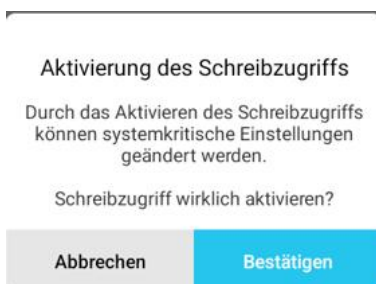 Aktivierung des Schreibzugriffs
Durch das Aktivieren des Schreibzugriffs
können systemkritische Einstellungen
geändert werden.
Schreibzugriff wirklich aktivieren?
Abbrechen
Bestätigen